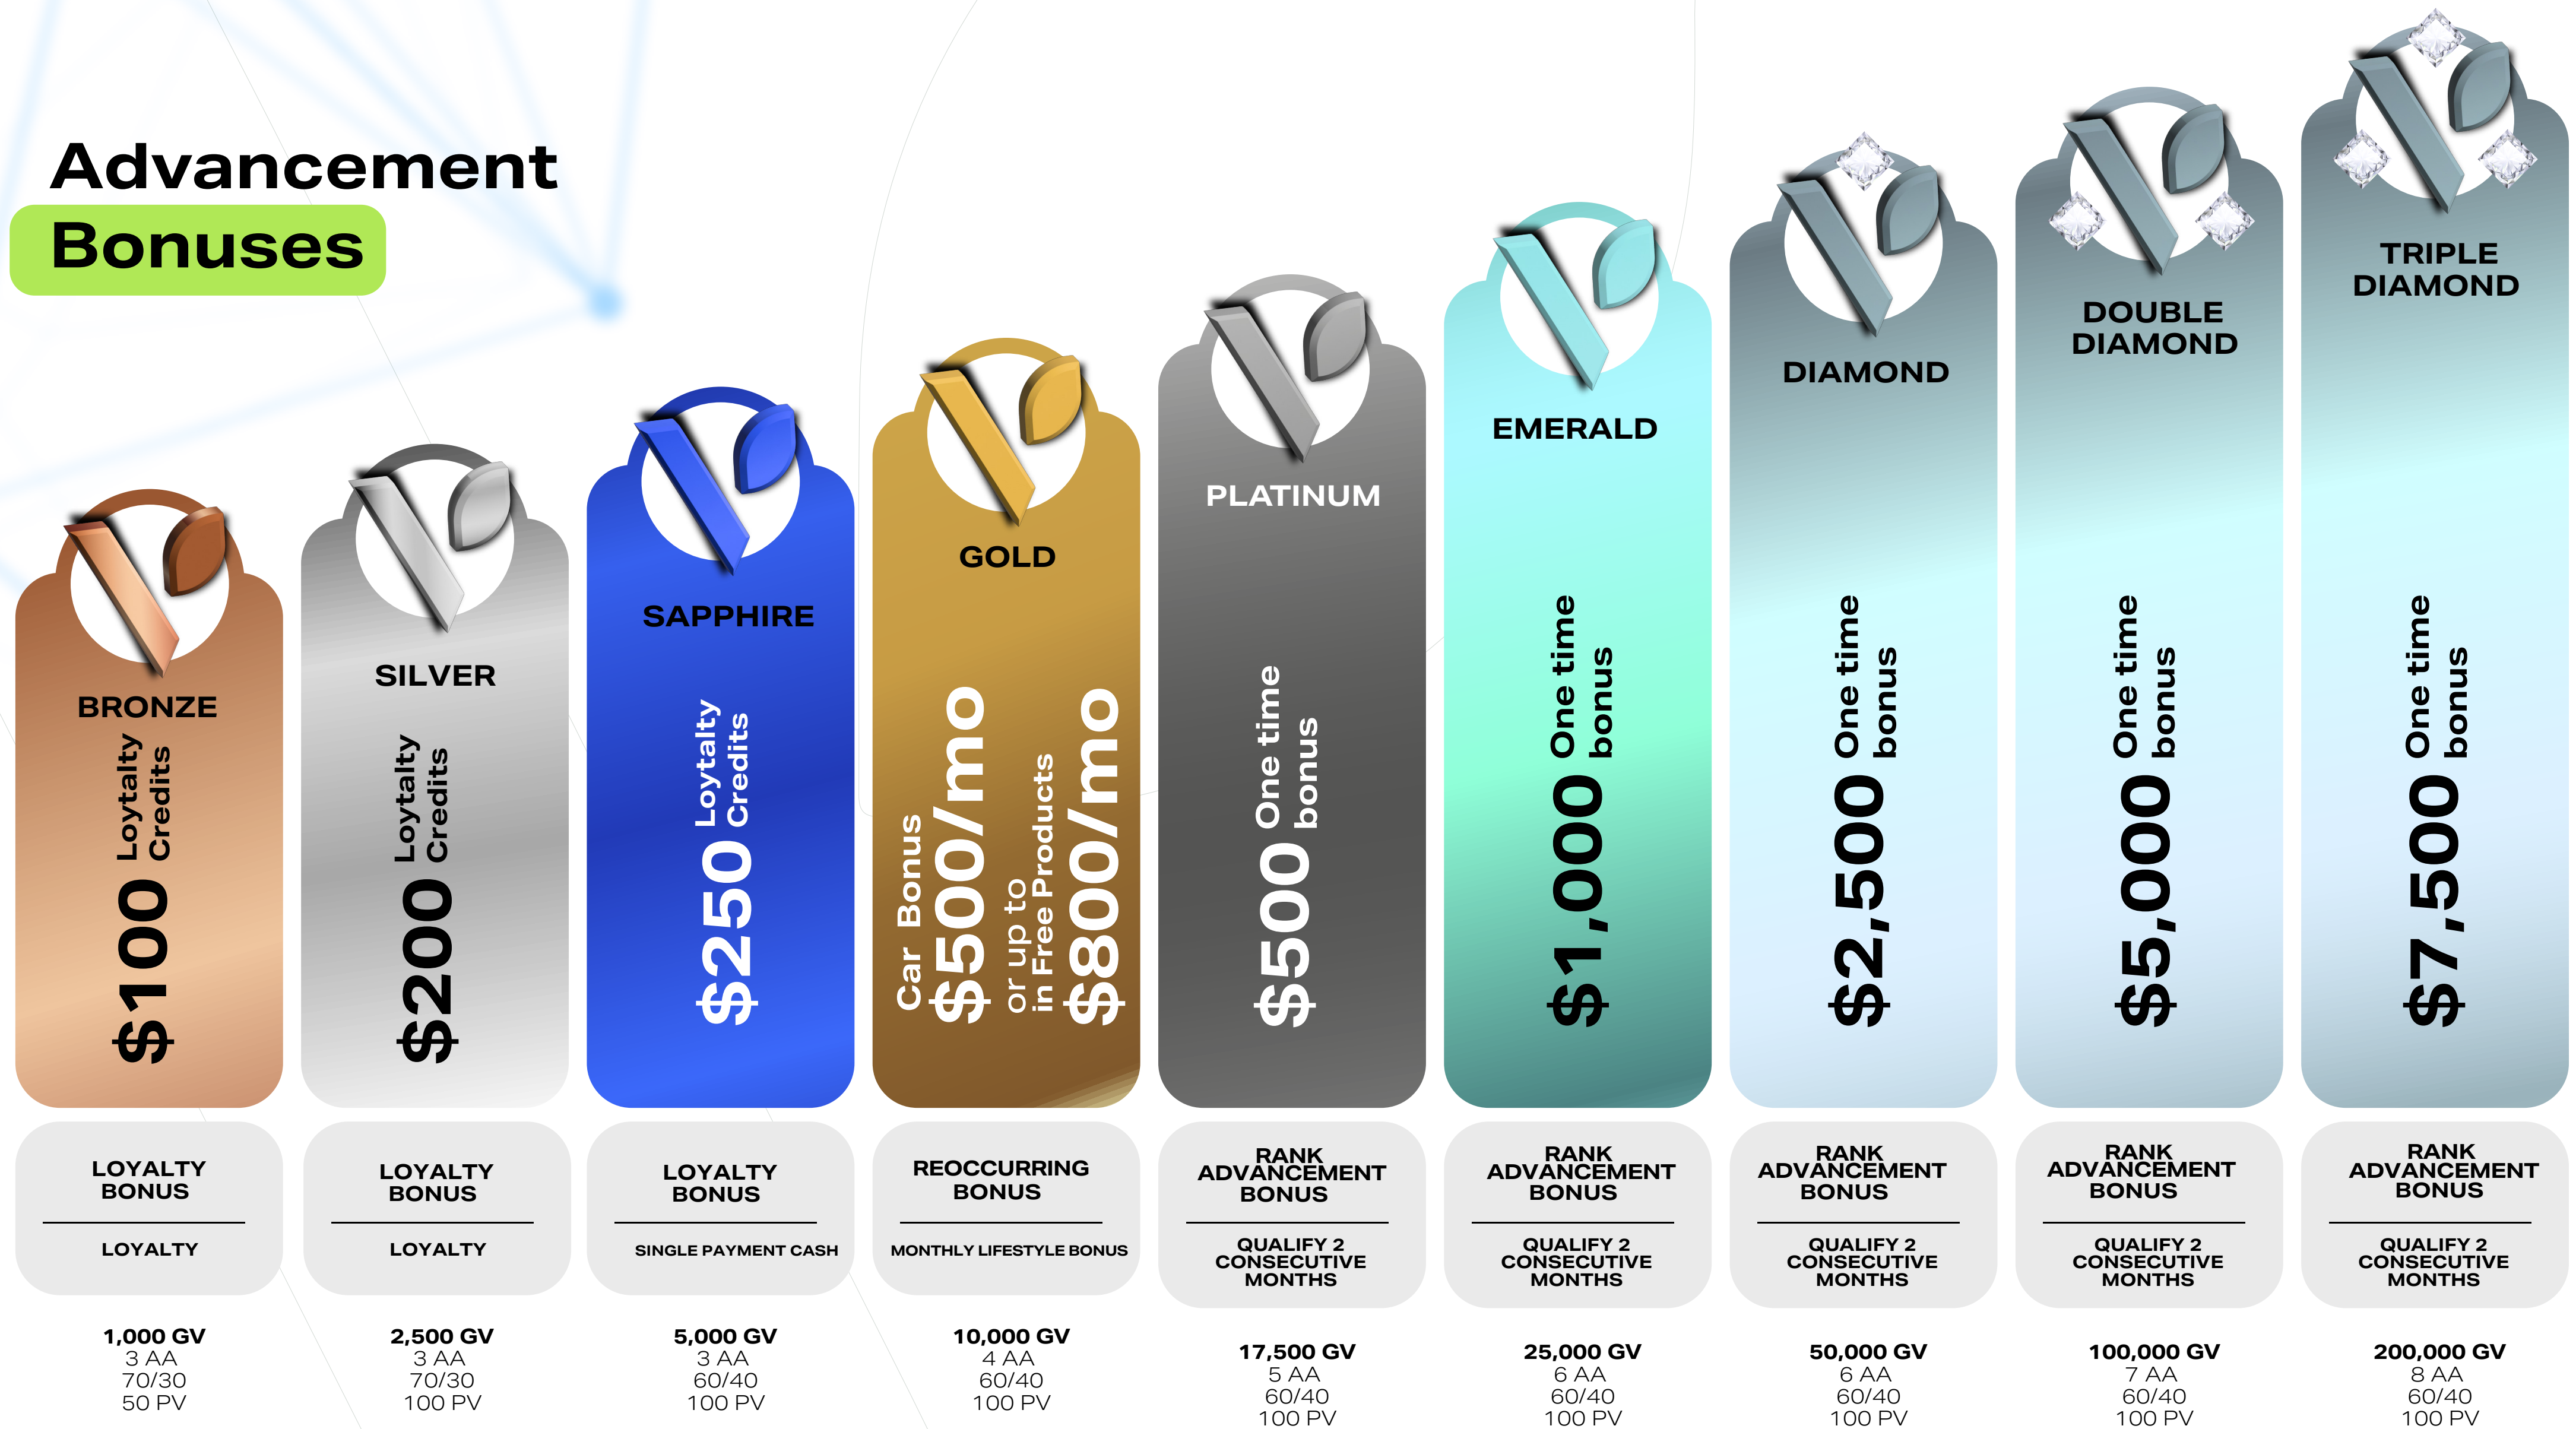 Advancement
Bonuses
BRONZE
$100 Loytalty
Credits
LOYALTY
BONUS
LOYALTY
1,000 GV
3 AA
70/30
50 PV
SILVER
$200 Loytalty
Credits
LOYALTY
BONUS
LOYALTY
2,500 GV
3 AA
70/30
100 PV
SAPPHIRE
$250 Loytalty
Credits
LOYALTY
BONUS
SINGLE PAYMENT CASH
5,000 GV
3 AA
60/40
100 PV
GOLD
Car Bonus
$500/mo
or up to
in Free Products
$800/mo
REOCCURRING
BONUS
MONTHLY LIFESTYLE BONUS
10,000 GV
4 AA
60/40
100 PV
PLATINUM
$500 One time
bonus
RANK
ADVANCEMENT
BONUS
QUALIFY 2
CONSECUTIVE
MONTHS
17,500 GV
5 AA
60/40
100 PV
EMERALD
$1,000 One time
bonus
RANK
ADVANCEMENT
BONUS
QUALIFY 2
CONSECUTIVE
MONTHS
25,000 GV
6 AA
60/40
100 PV
DIAMOND
$2,500 One time
bonus
RANK
ADVANCEMENT
BONUS
QUALIFY 2
CONSECUTIVE
MONTHS
50,000 GV
6 AA
60/40
100 PV
DOUBLE
DIAMOND
$5,000 One time
bonus
RANK
ADVANCEMENT
BONUS
QUALIFY 2
CONSECUTIVE
MONTHS
100,000 GV
7 AA
60/40
100 PV
TRIPLE
DIAMOND
$7,500 One time
bonus
RANK
ADVANCEMENT
BONUS
QUALIFY 2
CONSECUTIVE
MONTHS
200,000 GV
8 AA
60/40
100 PV